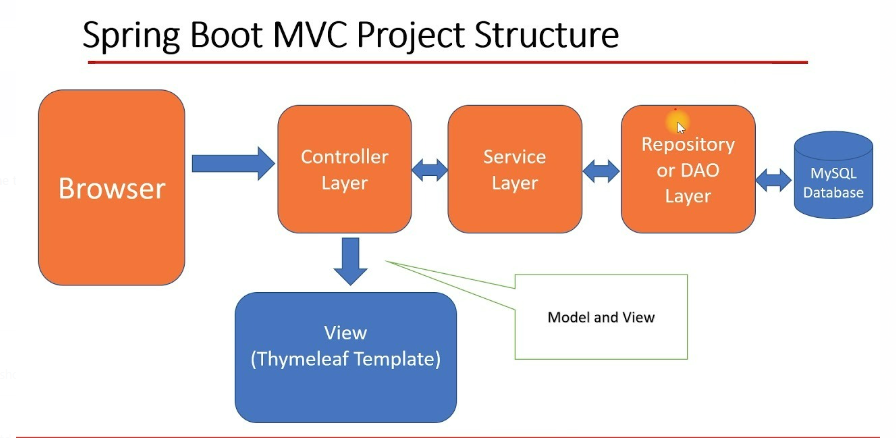 Spring Boot MVC Project Structure
Browser
Controller
Layer
Service
Layer
Repository
or DAO
Layer
MySQL
Database
View
(Thymeleaf Template)
Model and View